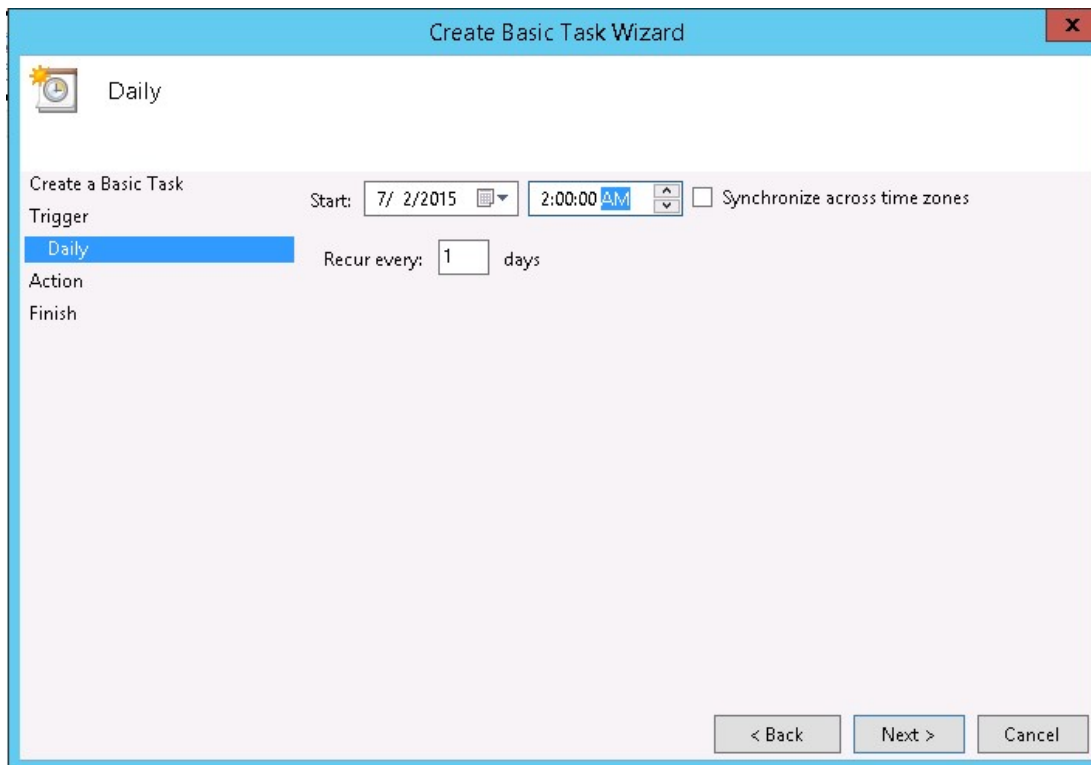 Create Basic Task Wizard
x
Daily
Create a Basic Task
Trigger
Daily
Action
Finish
Start: 7/ 2/2015 2:00:00 AM Synchronize across time zones
Recur every: 1 days
< Back Next > Cancel